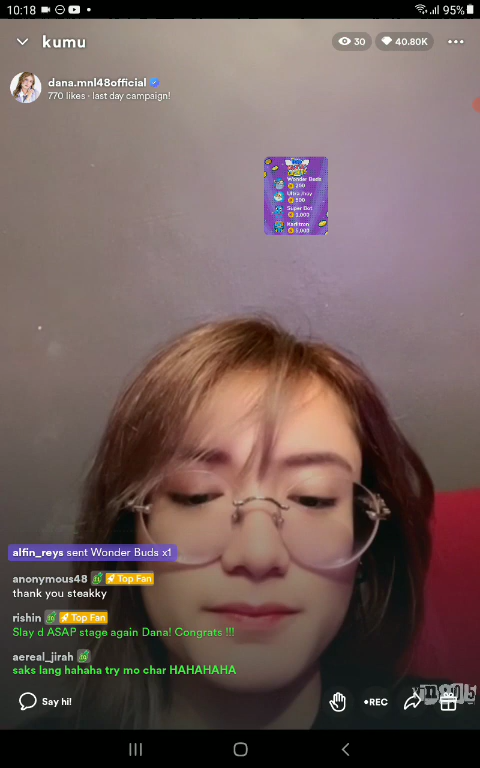 10:18
95%
kumu
30
40.80K
dana.mnl48official
770 likes · last day campaign!
Wonder Buds
200
500
Super Bot
1,000
5,000
alfin_reys sent Wonder Buds x1
anonymous48 Top Fan
thank you steakky
rishin Top Fan
Slay d ASAP stage again Dana! Congrats !!!
aereal_jirah
saks lang hahaha try mo char HAHAHAHA
Say hi!
•REC